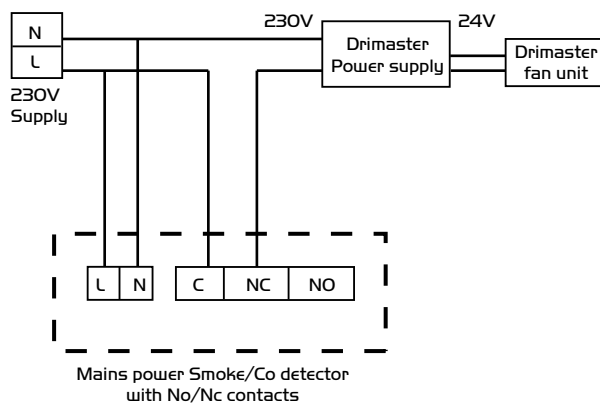 N
L
230V
Supply
230V
Drimaster
Power supply
24V
Drimaster
fan unit
L
N
C
NC
NO
Mains power Smoke/Co detector
with No/Nc contacts